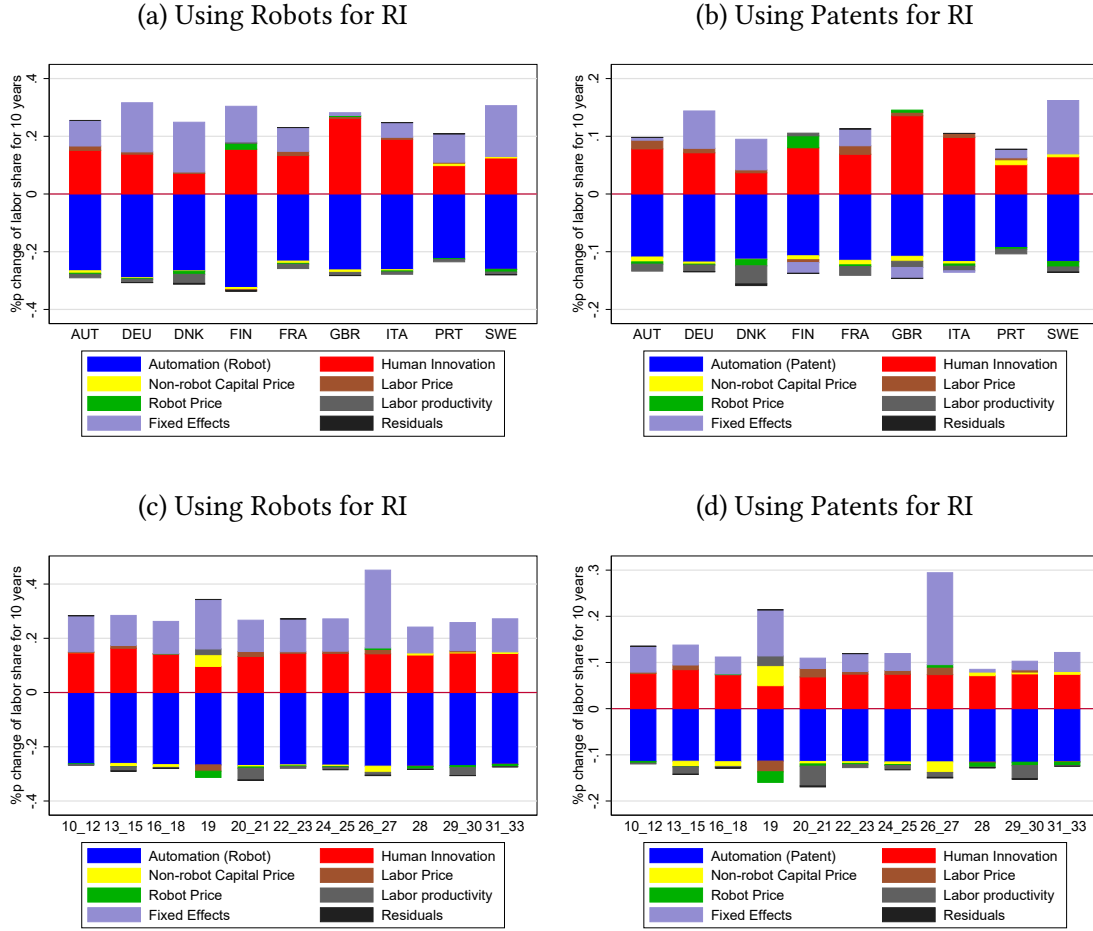 (a) Using Robots for RI
(b) Using Patents for RI
%p change of labor share for 10 years
.4
.2
0
-.2
-.4
AUT DEU DNK FIN FRA GBR ITA PRT SWE
Automation (Robot) Human Innovation
Non-robot Capital Price Labor Price
Robot Price Labor productivity
Fixed Effects Residuals
%p change of labor share for 10 years
.2
.1
0
-.1
-.2
AUT DEU DNK FIN FRA GBR ITA PRT SWE
Automation (Patent) Human Innovation
Non-robot Capital Price Labor Price
Robot Price Labor productivity
Fixed Effects Residuals
(c) Using Robots for RI
(d) Using Patents for RI
%p change of labor share for 10 years
.4
.2
0
-.2
-.4
10_12 13_15 16_18 19 20_21 22_23 24_25 26_27 28 29_30 31_33
Automation (Robot) Human Innovation
Non-robot Capital Price Labor Price
Robot Price Labor productivity
Fixed Effects Residuals
%p change of labor share for 10 years
.3
.2
.1
0
-.1
-.2
10_12 13_15 16_18 19 20_21 22_23 24_25 26_27 28 29_30 31_33
Automation (Patent) Human Innovation
Non-robot Capital Price Labor Price
Robot Price Labor productivity
Fixed Effects Residuals